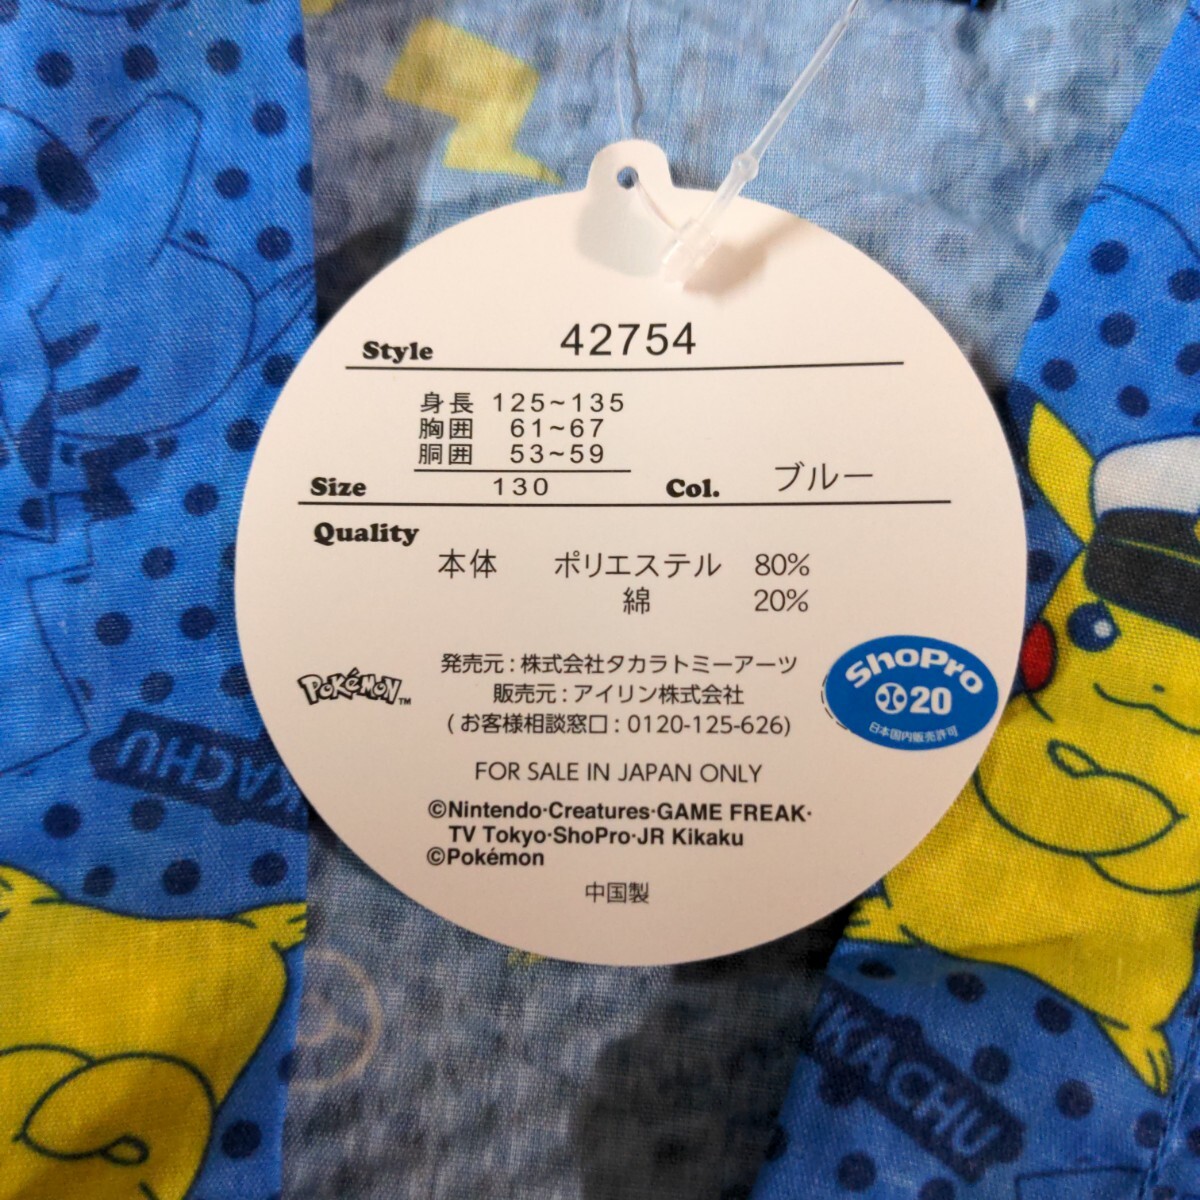 Style 42754
身長 125~135
胸囲 61~67
胴囲 53~59
Size 130 Col. ブルー
Quality
本体 ポリエステル 80%
綿 20%
発売元:株式会社タカラトミーアーツ
販売元:アイリン株式会社
(お客様相談窓口:0120-125-626)
POKéMON™
ShoPro
20
日本国内販売許可
FOR SALE IN JAPAN ONLY
©Nintendo·Creatures·GAME FREAK·
TV Tokyo·ShoPro·JR Kikaku
©Pokémon
中国製
KACHU
KACHU